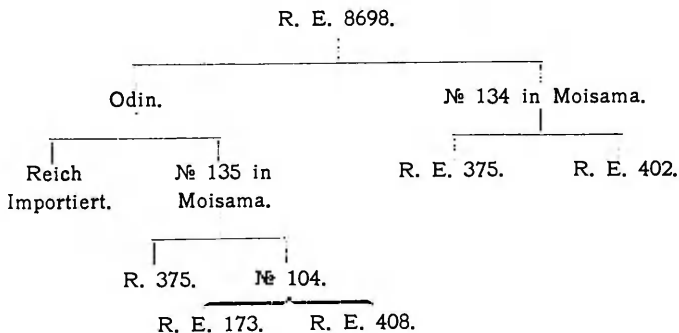 R. E. 8698.
Odin.
№ 134 in Moisama.
Reich
Importiert.
№ 135 in
Moisama.
R. E. 375.
R. E. 402.
R. 375.
№ 104.
R. E. 173.
R. E. 408.